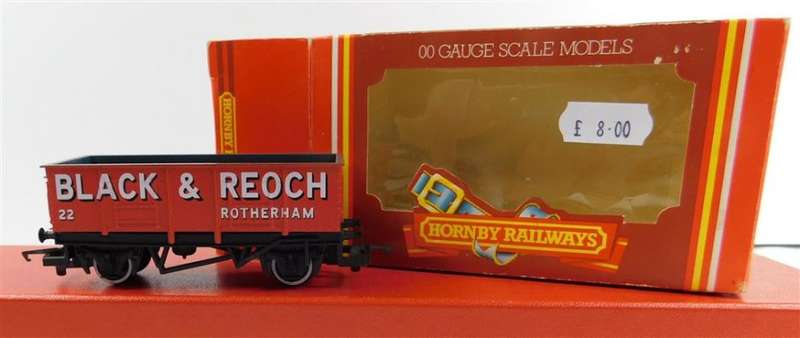 00 GAUGE SCALE MODELS
£ 8.00
HORNBY RAILWAYS
HORNBY
BLACK & REOCH
22 ROTHERHAM